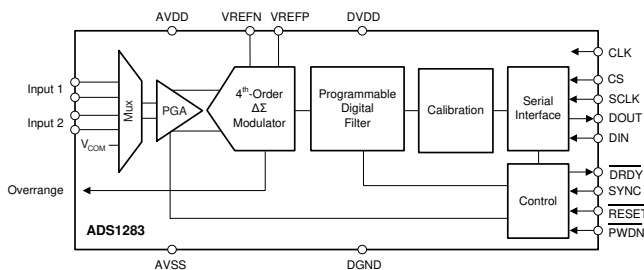 AVDD
VREFN
VREFP
DVDD
Input 1
Input 2
VCOM
Mux
PGA
4th-Order
ΔΣ
Modulator
Programmable
Digital
Filter
Calibration
Serial
Interface
Control
CLK
CS
SCLK
DOUT
DIN
DRDY
SYNC
RESET
PWDN
Overrange
ADS1283
AVSS
DGND